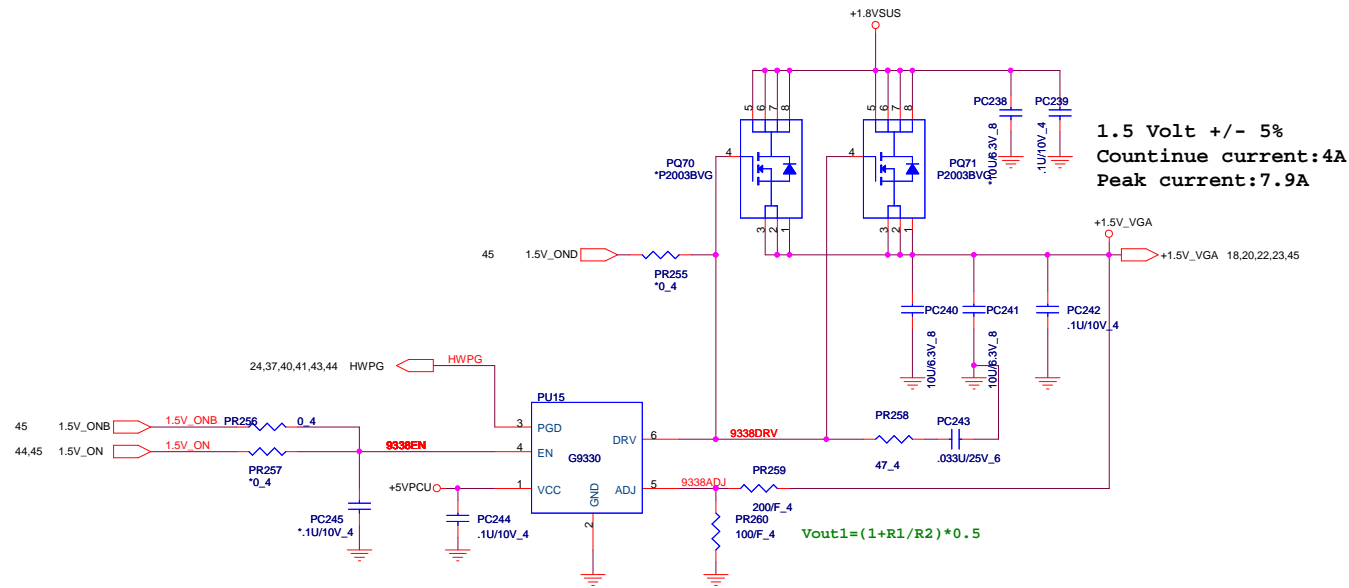 +1.8VSUS
5 6 7 8
5 6 7 8
PC238
PC239
*10U/6.3V_8
.1U/10V_4
1.5 Volt +/- 5%
Countinue current:4A
Peak current:7.9A
4
PQ70
*P2003BVG
4
PQ71
P2003BVG
3 2 1
3 2 1
+1.5V_VGA
45 1.5V_OND
+1.5V_VGA 18,20,22,23,45
PR255
*0_4
PC240
10U/6.3V_8
PC241
10U/6.3V_8
PC242
.1U/10V_4
24,37,40,41,43,44 HWPG
HWPG
PU15
45 1.5V_ONB
1.5V_ONB
PR256
0_4
3 PGD
DRV 6
9338DRV
PR258
47_4
PC243
.033U/25V_6
44,45 1.5V_ON
1.5V_ON
9338EN
4 EN
G9330
PR257
*0_4
+5VPCU
1 VCC
GND
2
ADJ 5
9338ADJ
PR259
200/F_4
PC245
*.1U/10V_4
PC244
.1U/10V_4
PR260
100/F_4
Vout1=(1+R1/R2)*0.5